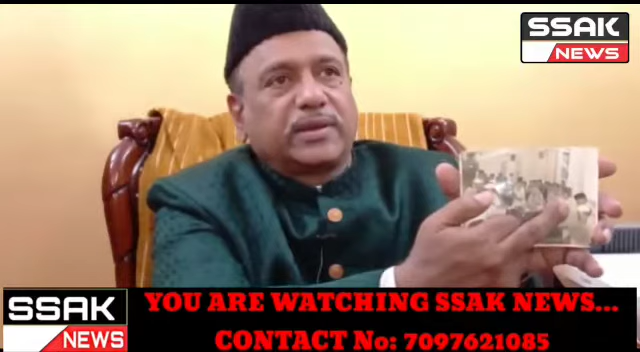 SSAK
NEWS
SSAK
NEWS
YOU ARE WATCHING SSAK NEWS...
CONTACT No: 7097621085